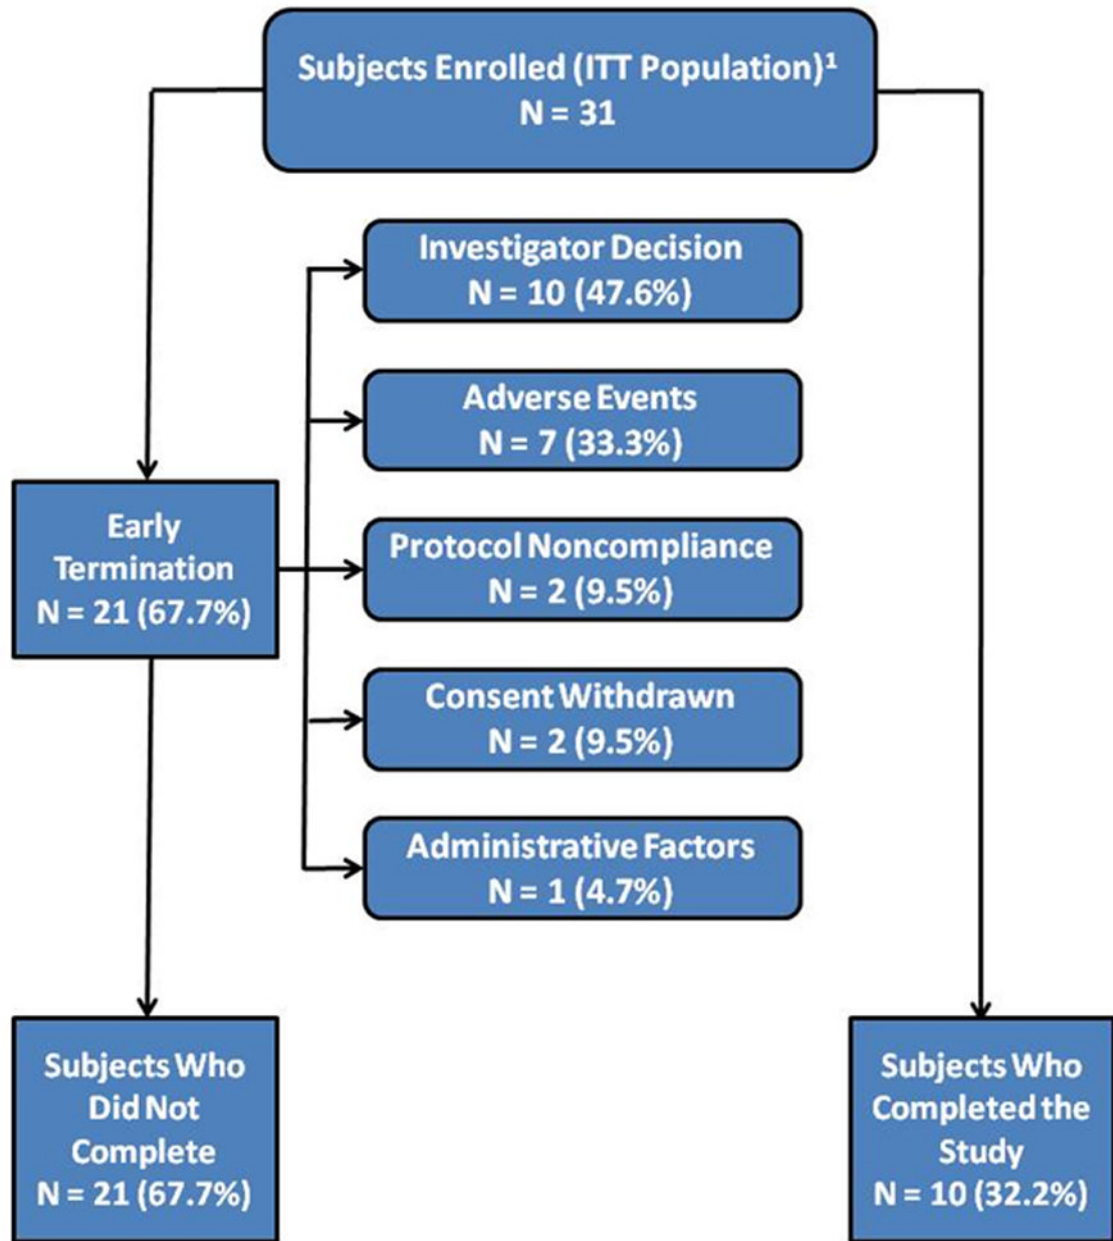 Subjects Enrolled (ITT Population)¹
N = 31
Investigator Decision
N = 10 (47.6%)
Adverse Events
N = 7 (33.3%)
Early
Termination
N = 21 (67.7%)
Protocol Noncompliance
N = 2 (9.5%)
Consent Withdrawn
N = 2 (9.5%)
Administrative Factors
N = 1 (4.7%)
Subjects Who
Did Not
Complete
N = 21 (67.7%)
Subjects Who
Completed the
Study
N = 10 (32.2%)